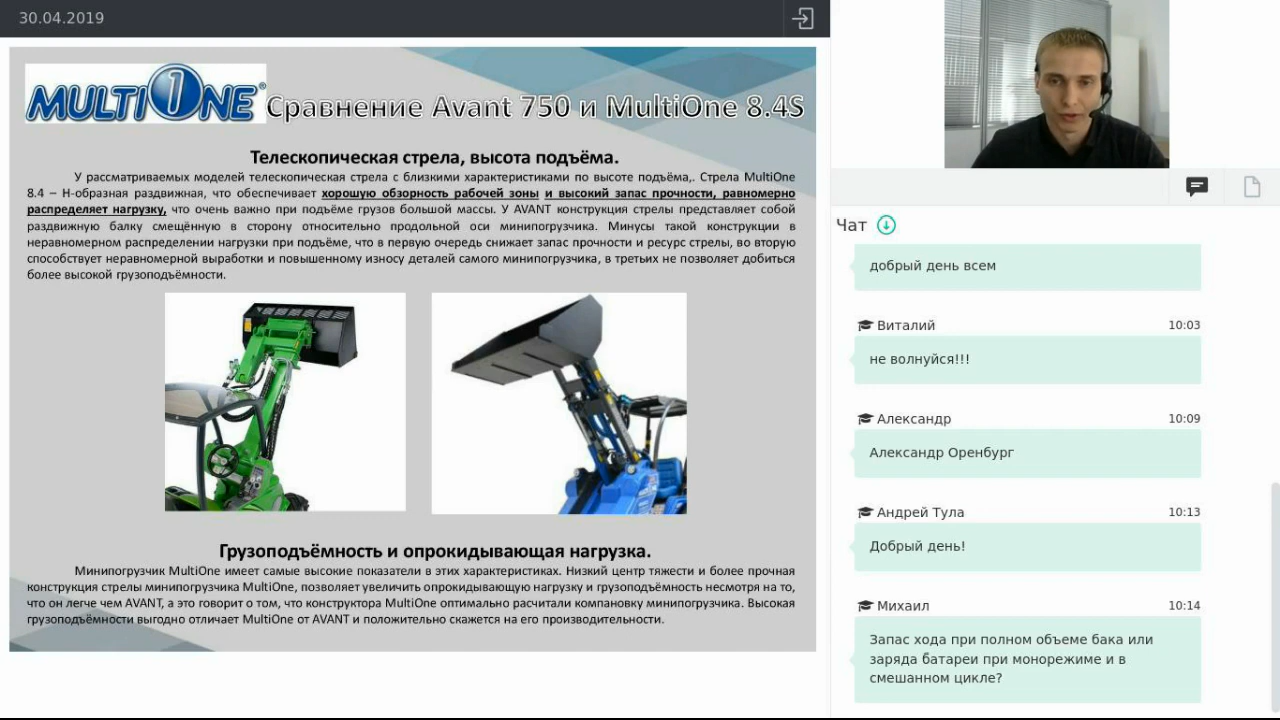 30.04.2019
MULTI1NE®
Сравнение Avant 750 и MultiOne 8.4S
Телескопическая стрела, высота подъёма.
У рассматриваемых моделей телескопическая стрела с близкими характеристиками по высоте подъёма,. Стрела MultiOne
8.4 – Н-образная раздвижная, что обеспечивает хорошую обзорность рабочей зоны и высокий запас прочности, равномерно
распределяет нагрузку, что очень важно при подъёме грузов большой массы. У AVANT конструкция стрелы представляет собой
раздвижную балку смещённую в сторону относительно продольной оси минипогрузчика. Минусы такой конструкции в
неравномерном распределении нагрузки при подъёме, что в первую очередь снижает запас прочности и ресурс стрелы, во вторую
способствует неравномерной выработки и повышенному износу деталей самого минипогрузчика, в третьих не позволяет добиться
более высокой грузоподъёмности.
Грузоподъёмность и опрокидывающая нагрузка.
Минипогрузчик MultiOne имеет самые высокие показатели в этих характеристиках. Низкий центр тяжести и более прочная
конструкция стрелы минипогрузчика MultiOne, позволяет увеличить опрокидывающую нагрузку и грузоподъёмность несмотря на то,
что он легче чем AVANT, а это говорит о том, что конструктора MultiOne оптимально расчитали компановку минипогрузчика. Высокая
грузоподъёмности выгодно отличает MultiOne от AVANT и положительно скажется на его производительности.
Чат
добрый день всем
Виталий 10:03
не волнуйся!!!
Александр 10:09
Александр Оренбург
Андрей Тула 10:13
Добрый день!
Михаил 10:14
Запас хода при полном объеме бака или
заряда батареи при монорежиме и в
смешанном цикле?